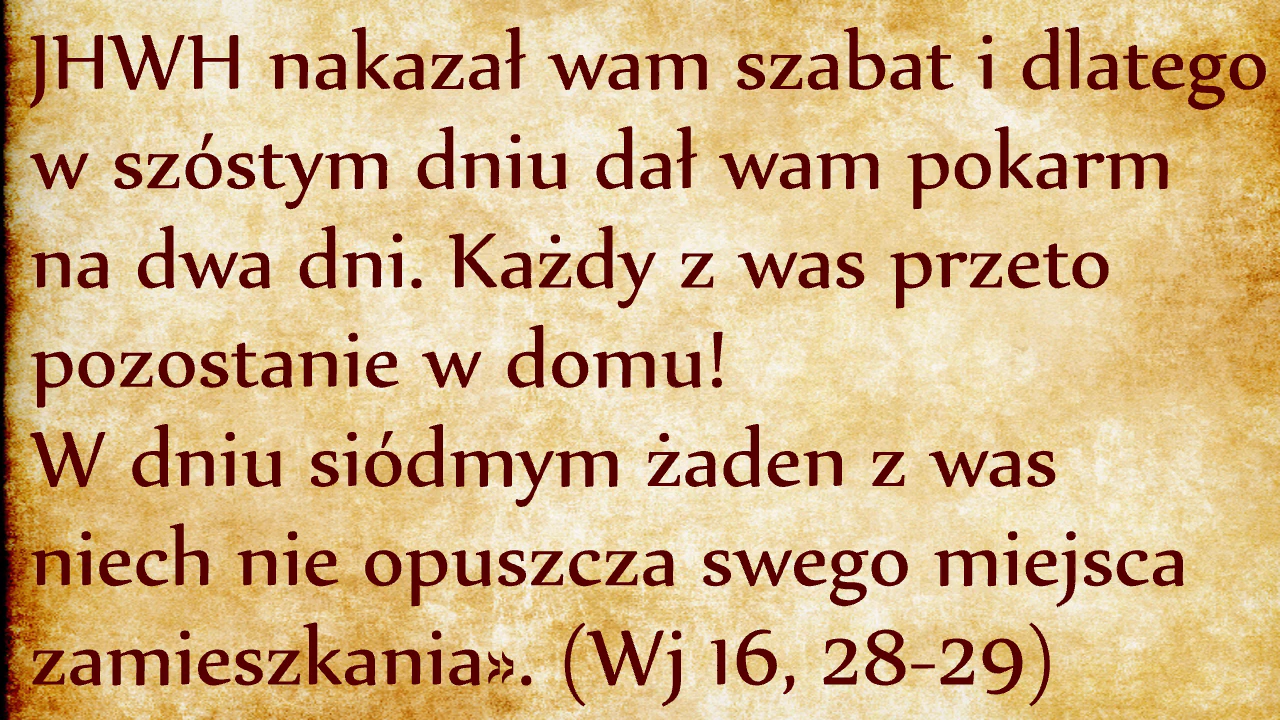 JHWH nakazał wam szabat i dlatego
w szóstym dniu dał wam pokarm
na dwa dni. Każdy z was przeto
pozostanie w domu!
W dniu siódmym żaden z was
niech nie opuszcza swego miejsca
zamieszkania». (Wj 16, 28-29)